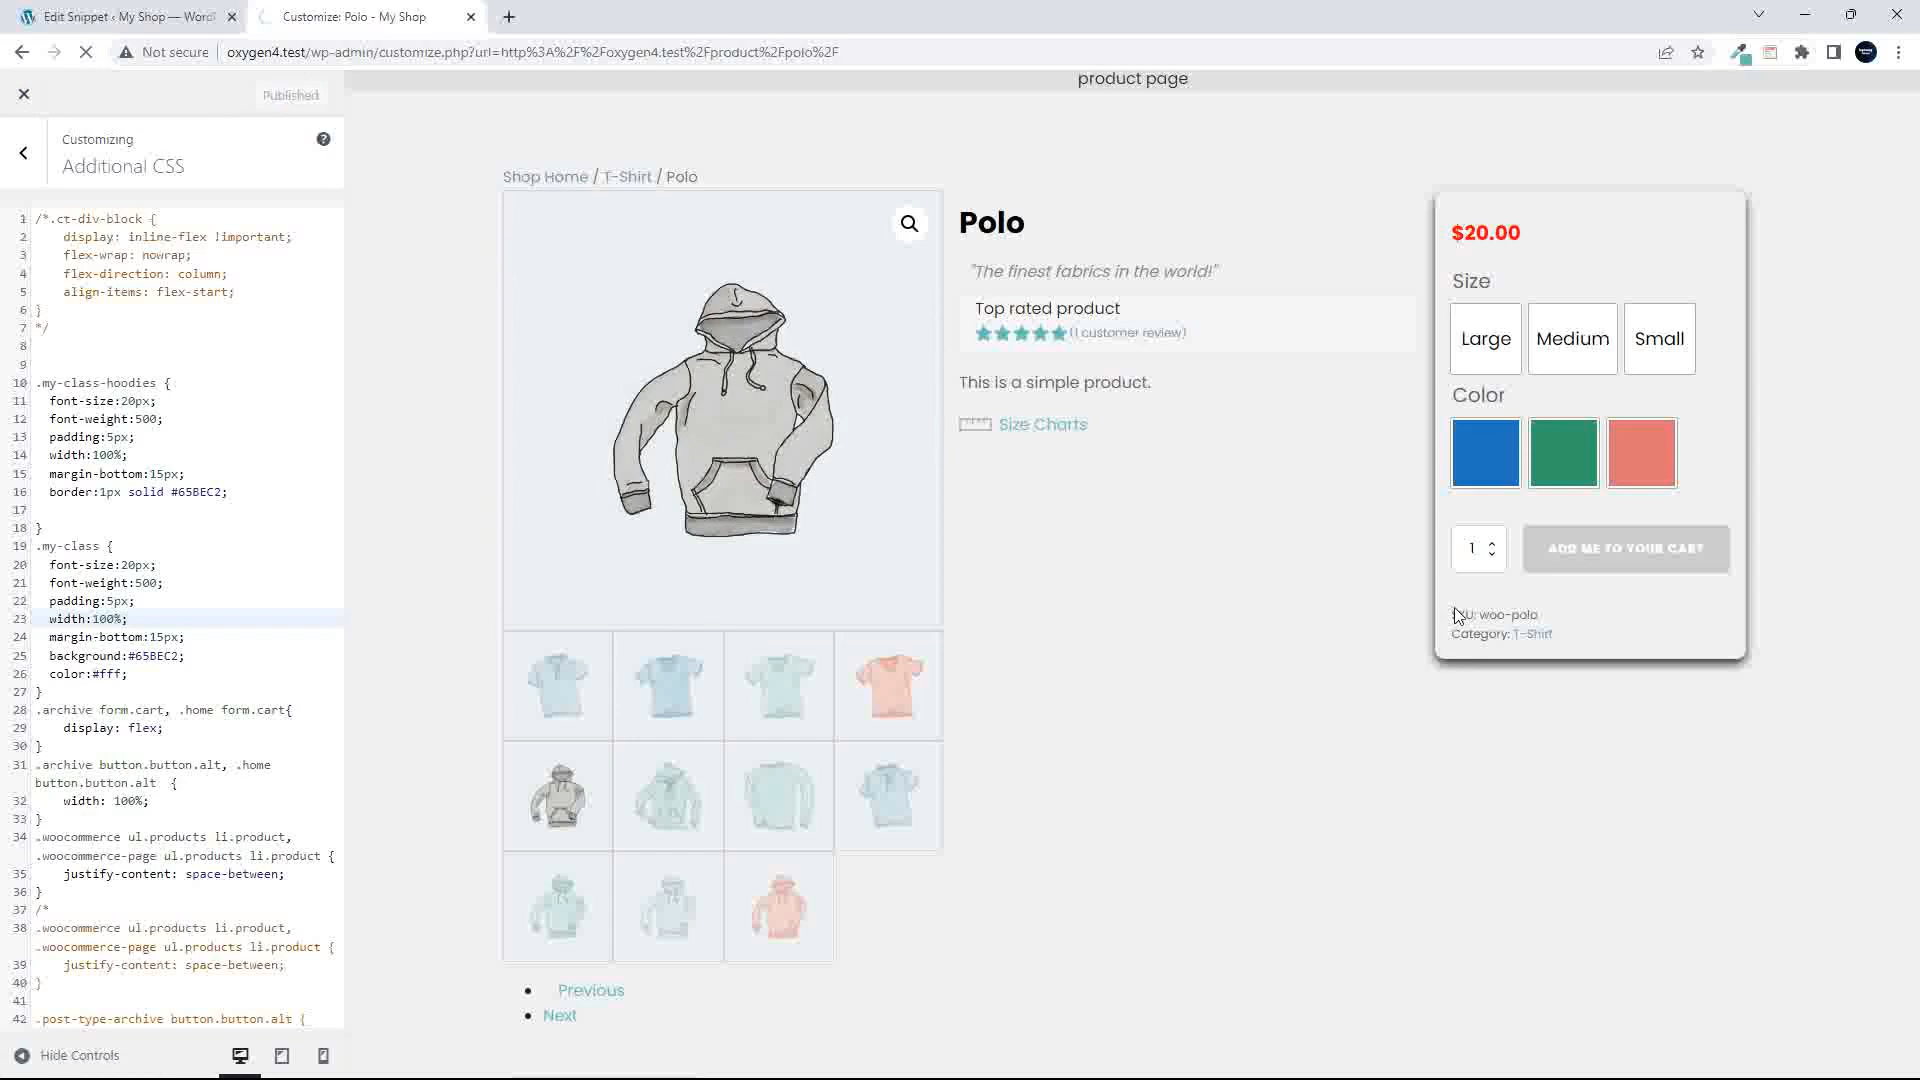 Edit Snippet ‹ My Shop — Word
Customize: Polo - My Shop
Not secure
oxygen4.test/wp-admin/customize.php?url=http%3A%2F%2Foxygen4.test%2Fproduct%2Fpolo%2F
Published
product page
Customizing
Additional CSS
1 /*.ct-div-block {
2 display: inline-flex !important;
3 flex-wrap: nowrap;
4 flex-direction: column;
5 align-items: flex-start;
6 }
7 */
8
9
10 .my-class-hoodies {
11 font-size:20px;
12 font-weight:500;
13 padding:5px;
14 width:100%;
15 margin-bottom:15px;
16 border:1px solid #65BEC2;
17
18 }
19 .my-class {
20 font-size:20px;
21 font-weight:500;
22 padding:5px;
23 width:100%;
24 margin-bottom:15px;
25 background:#65BEC2;
26 color:#fff;
27 }
28 .archive form.cart, .home form.cart{
29 display: flex;
30 }
31 .archive button.button.alt, .home
button.button.alt {
32 width: 100%;
33 }
34 .woocommerce ul.products li.product,
.woocommerce-page ul.products li.product {
35 justify-content: space-between;
36 }
37 /*
38 .woocommerce ul.products li.product,
.woocommerce-page ul.products li.product {
39 justify-content: space-between;
40 }
41
42 .post-type-archive button.button.alt {
Hide Controls
Shop Home / T-Shirt / Polo
Polo
"The finest fabrics in the world!"
Top rated product
(1 customer review)
This is a simple product.
Size Charts
Previous
Next
$20.00
Size
Large Medium Small
Color
1
ADD ME TO YOUR CART
SKU: woo-polo
Category: T-Shirt